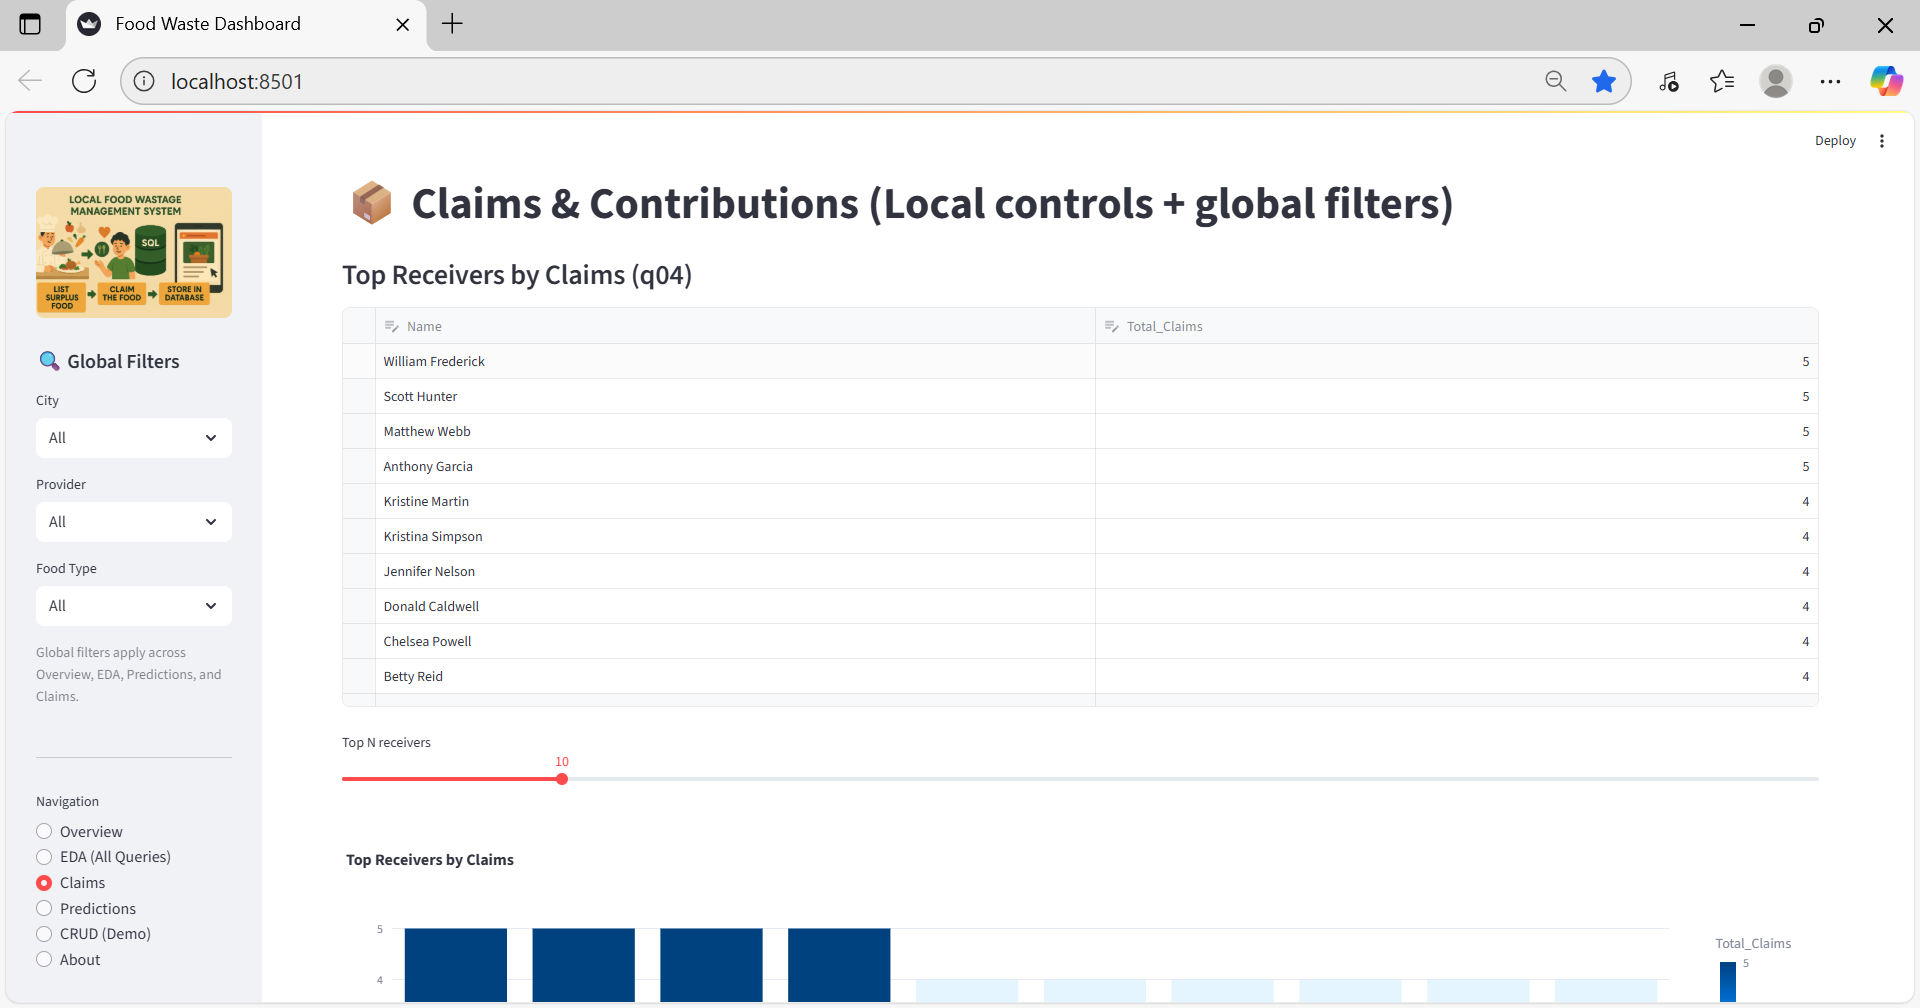 Food Waste Dashboard
localhost:8501
Deploy
LOCAL FOOD WASTAGE
MANAGEMENT SYSTEM
SQL
LIST
SURPLUS
FOOD
CLAIM
THE FOOD
STORE IN
DATABASE
Global Filters
City
All
Provider
All
Food Type
All
Global filters apply across
Overview, EDA, Predictions, and
Claims.
Navigation
Overview
EDA (All Queries)
Claims
Predictions
CRUD (Demo)
About
Claims & Contributions (Local controls + global filters)
Top Receivers by Claims (q04)
Name Total_Claims
William Frederick 5
Scott Hunter 5
Matthew Webb 5
Anthony Garcia 5
Kristine Martin 4
Kristina Simpson 4
Jennifer Nelson 4
Donald Caldwell 4
Chelsea Powell 4
Betty Reid 4
Top N receivers
10
Top Receivers by Claims
5
4
Total_Claims
5